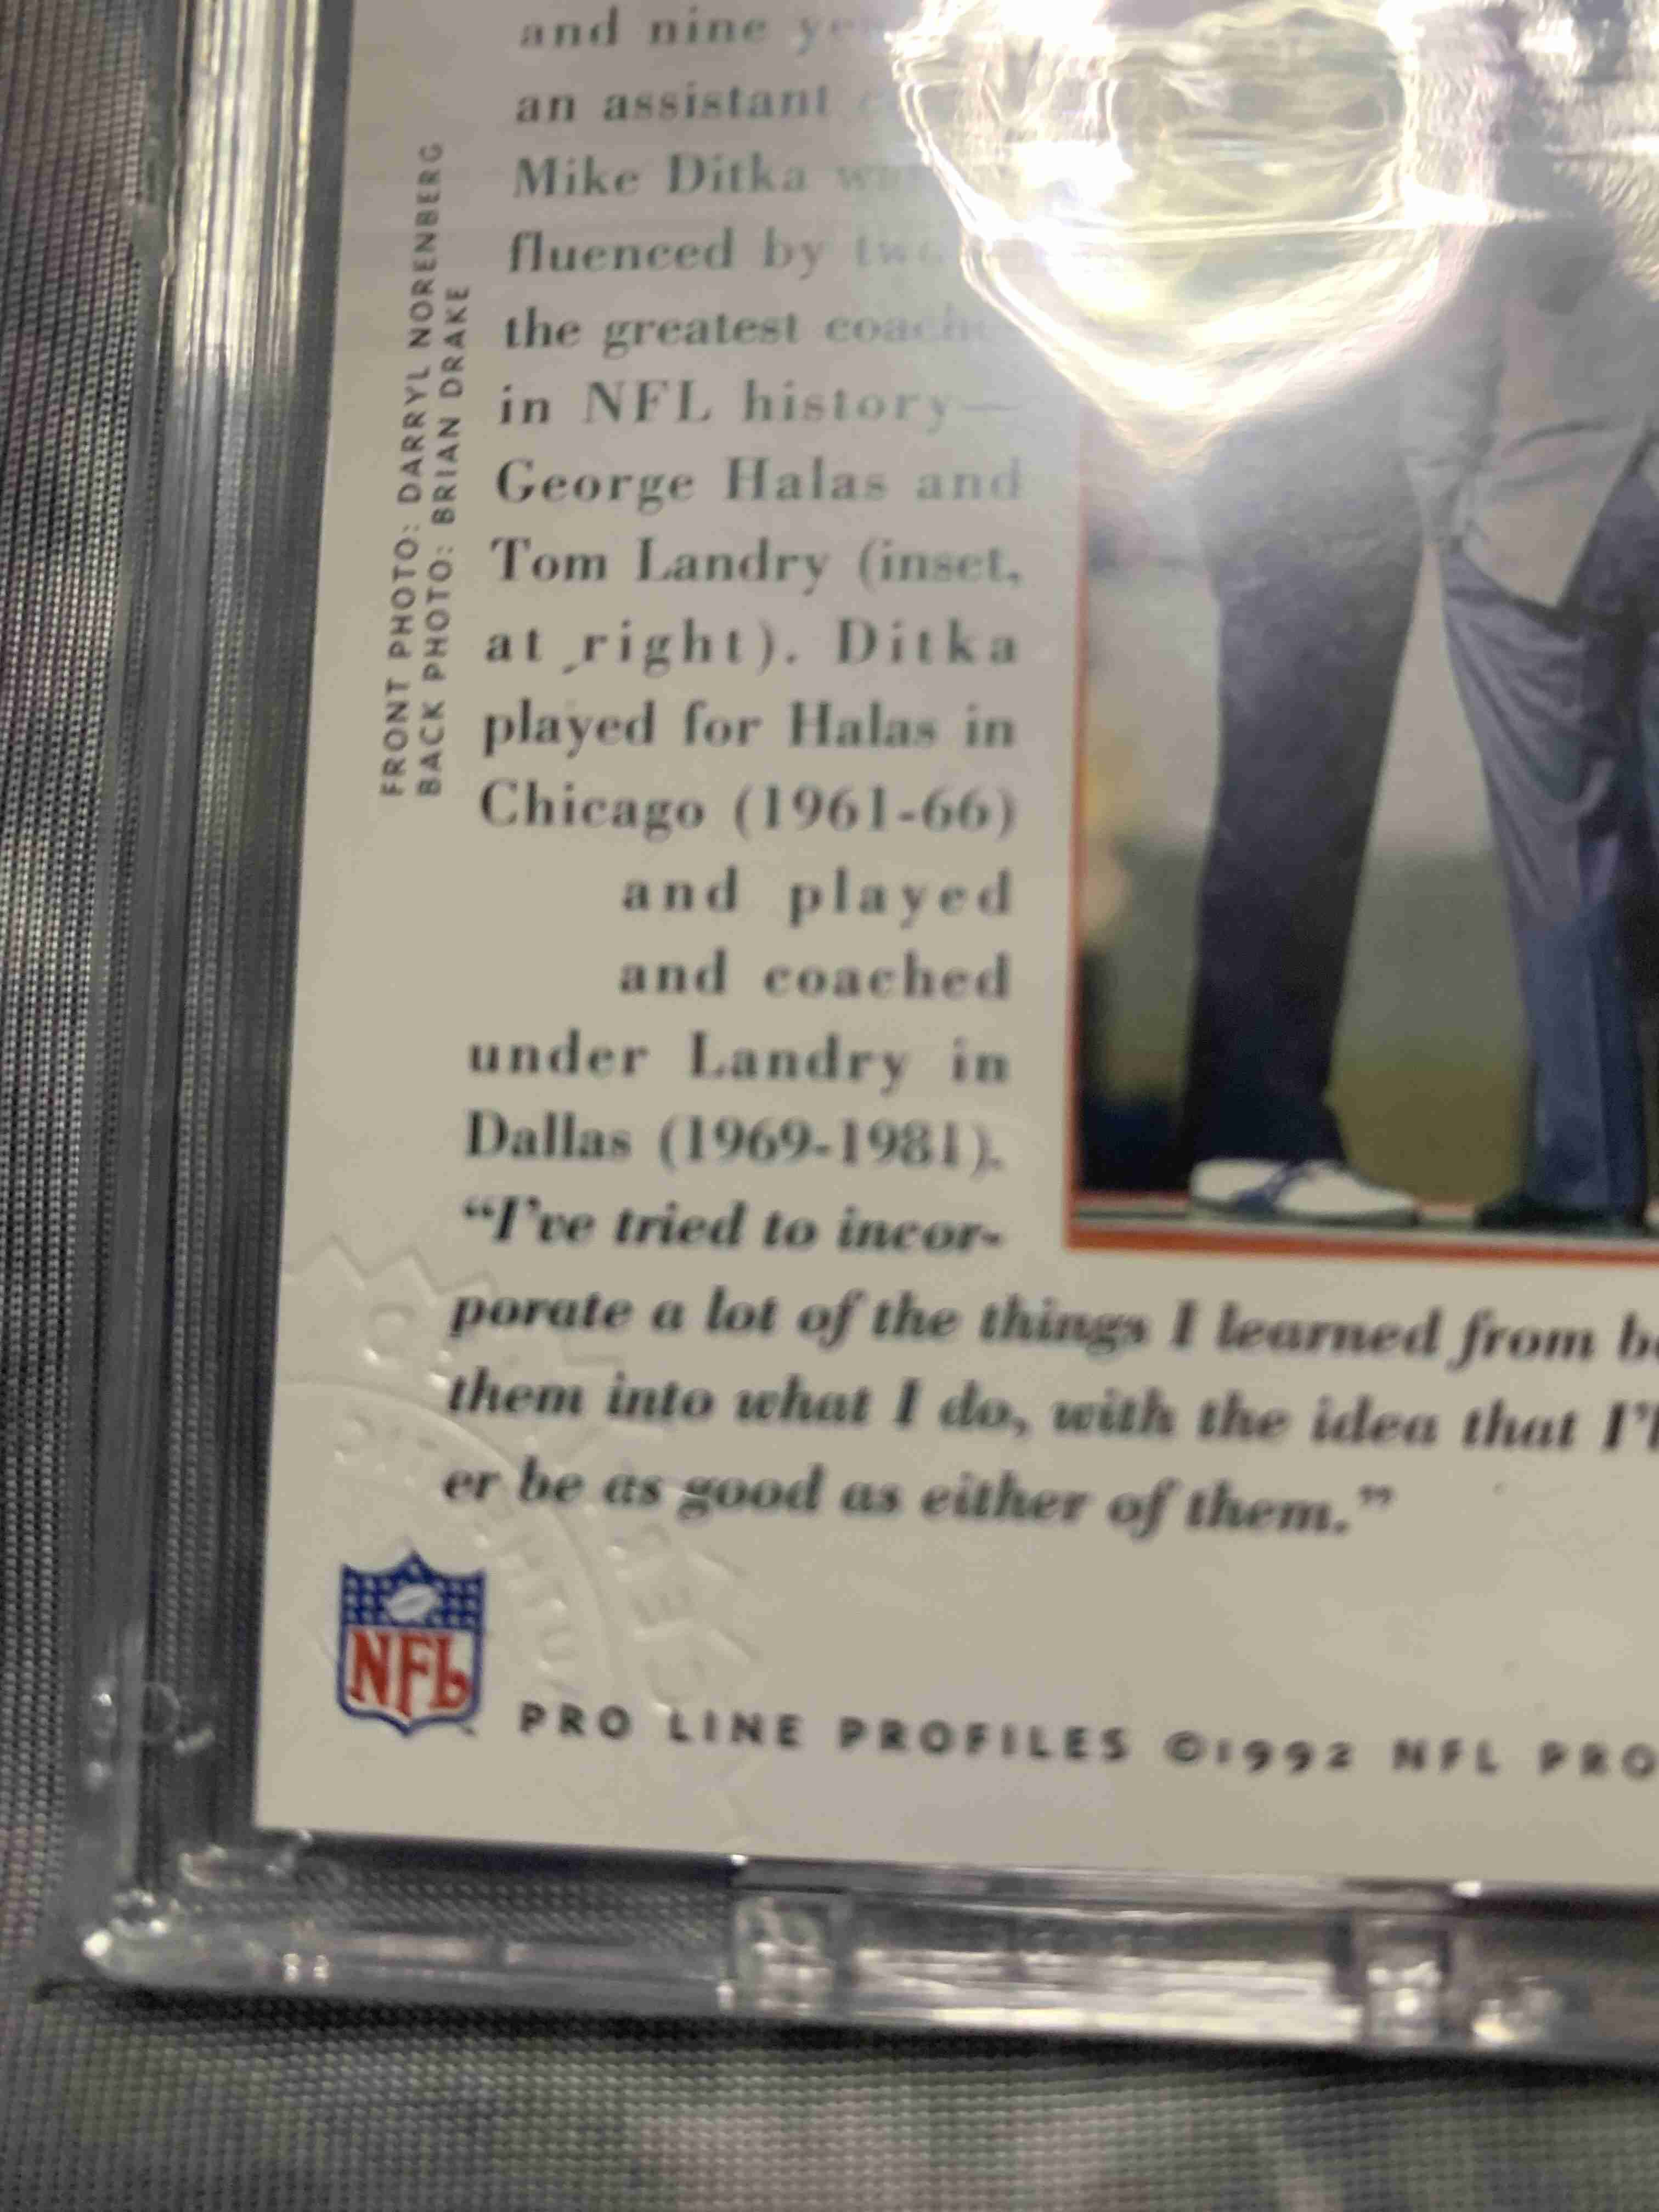 and nine
an assistant
Mike Ditka
fluenced by
the greatest
in NFL history—
George Halas and
Tom Landry (inset,
at right). Ditka
played for Halas in
Chicago (1961-66)
and played
and coached
under Landry in
Dallas (1969-1981).
“I’ve tried to incor-
porate a lot of the things I learned from
them into what I do, with the idea that
er be as good as either of them.”
FRONT PHOTO: DARRYL NORENBERG
BACK PHOTO: BRIAN DRAKE
NFL
PRO LINE PROFILES ©1992 NFL PRO